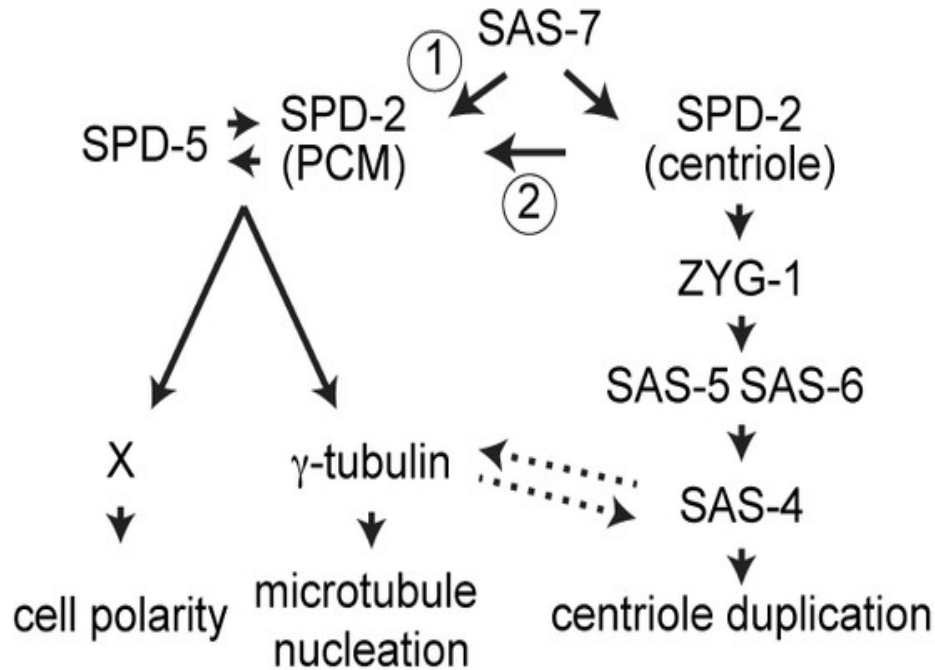 SAS-7
1
SPD-5
SPD-2
(PCM)
SPD-2
(centriole)
2
ZYG-1
SAS-5 SAS-6
X
γ-tubulin
SAS-4
cell polarity
microtubule
nucleation
centriole duplication